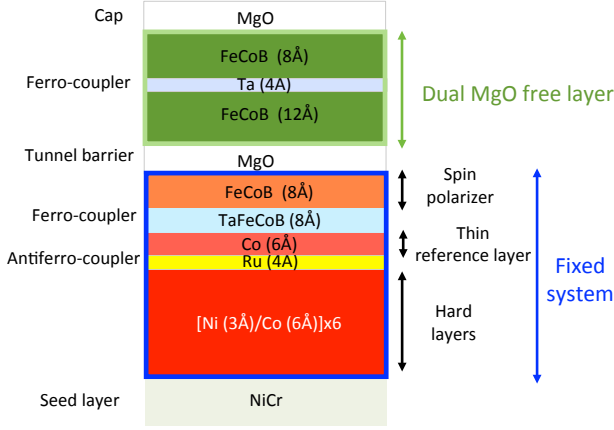 Cap
MgO
FeCoB (8Å)
Ferro-coupler
Ta (4A)
Dual MgO free layer
FeCoB (12Å)
Tunnel barrier
MgO
FeCoB (8Å)
Spin
polarizer
Ferro-coupler
TaFeCoB (8Å)
Thin
reference layer
Co (6Å)
Antiferro-coupler
Ru (4A)
Fixed
system
[Ni (3Å)/Co (6Å)]x6
Hard
layers
Seed layer
NiCr